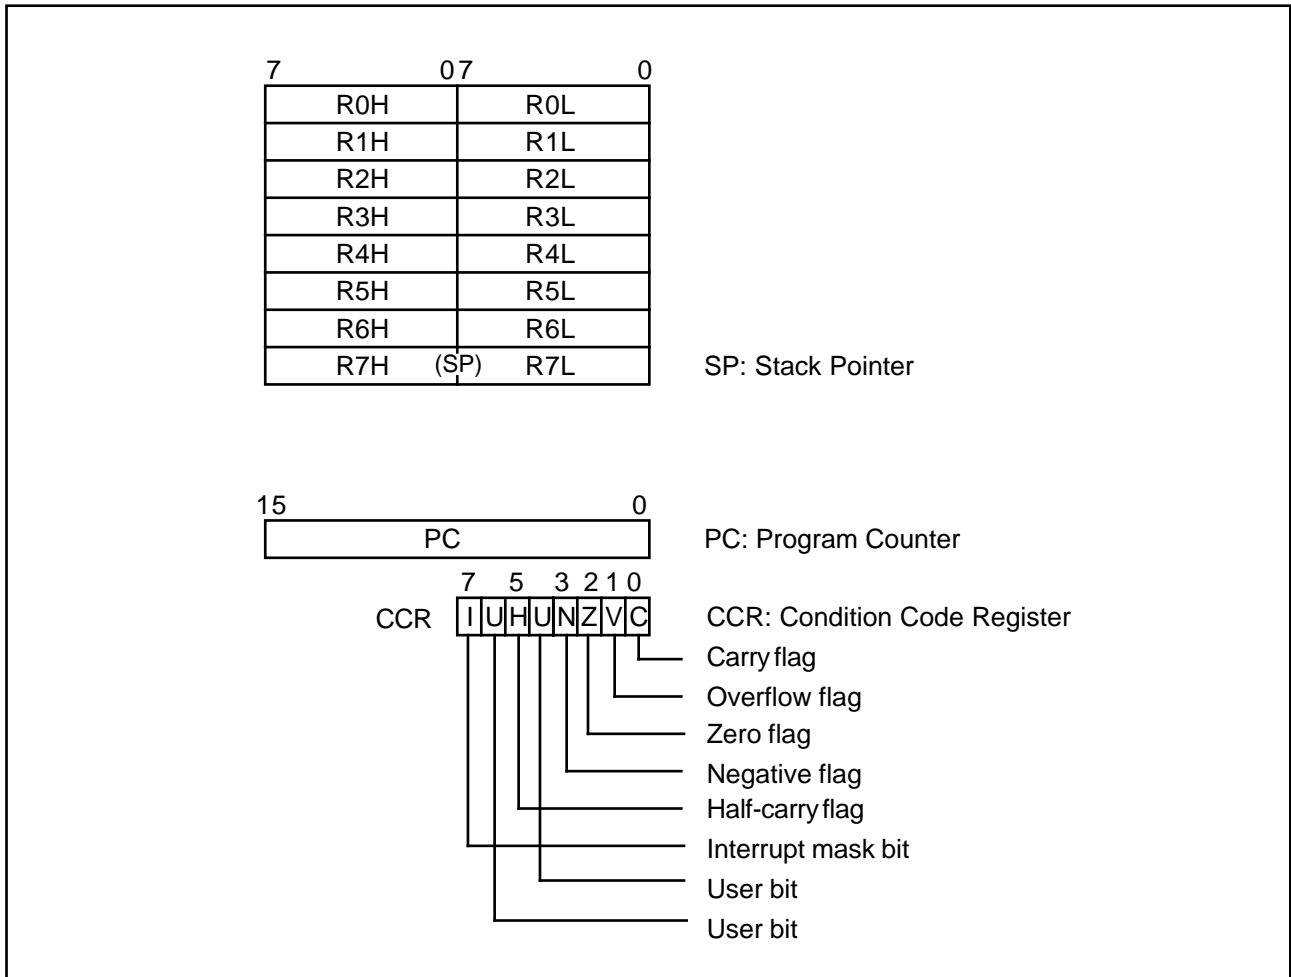 7 0 7 0
R0H R0L
R1H R1L
R2H R2L
R3H R3L
R4H R4L
R5H R5L
R6H R6L
R7H (SP) R7L SP: Stack Pointer
15 0
PC PC: Program Counter
7 5 3 2 1 0
CCR I U H U N Z V C CCR: Condition Code Register
Carry flag
Overflow flag
Zero flag
Negative flag
Half-carry flag
Interrupt mask bit
User bit
User bit